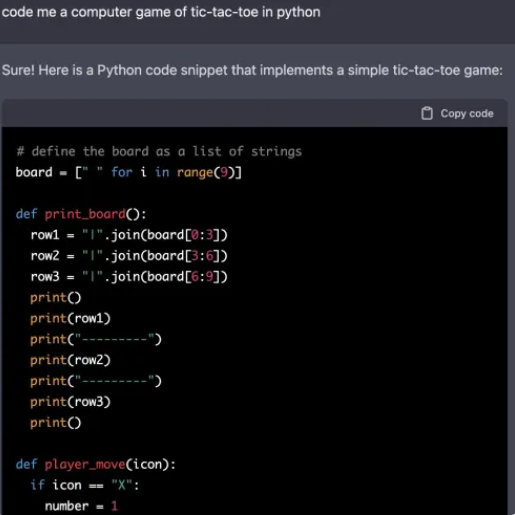 code me a computer game of tic-tac-toe in python
Sure! Here is a Python code snippet that implements a simple tic-tac-toe game:
Copy code
# define the board as a list of strings
board = [" " for i in range(9)]
def print_board():
row1 = "|".join(board[0:3])
row2 = "|".join(board[3:6])
row3 = "|".join(board[6:9])
print()
print(row1)
print("---------")
print(row2)
print("---------")
print(row3)
print()
def player_move(icon):
if icon == "X":
number = 1